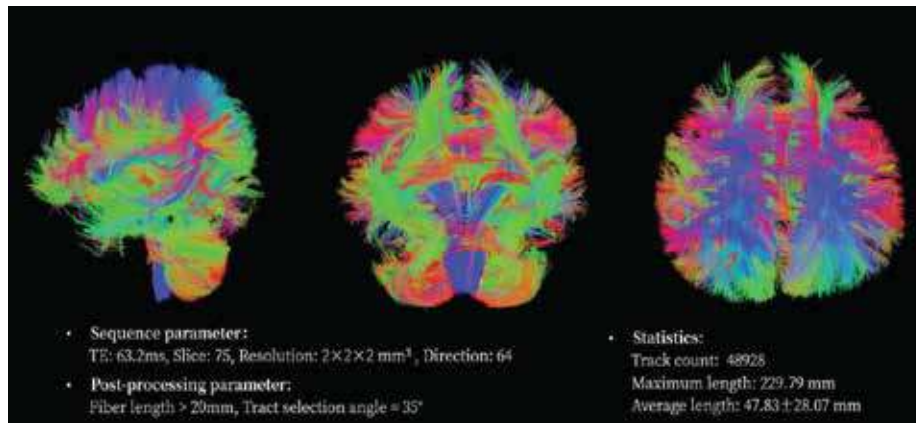 • Sequence parameter:
TE: 63.2ms, Slice: 75, Resolution: 2×2×2 mm³ , Direction: 64
• Post-processing parameter:
Fiber length > 20mm, Tract selection angle = 35°
• Statistics:
Track count: 48928
Maximum length: 229.79 mm
Average length: 47.83±28.07 mm